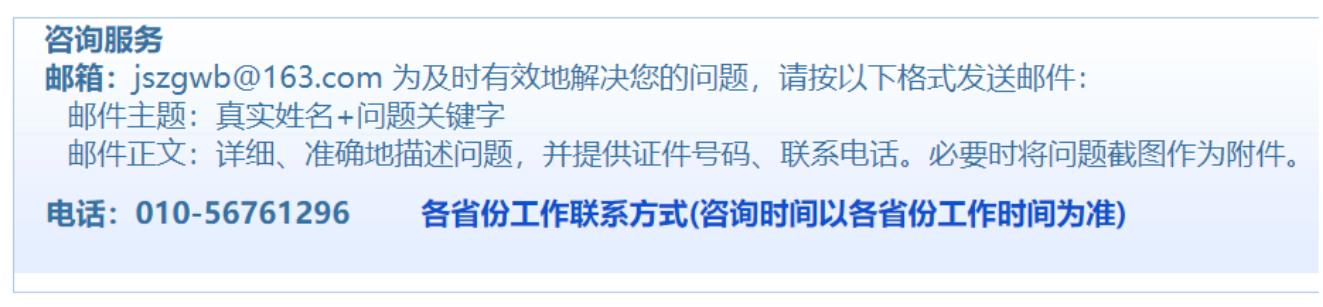 咨询服务
邮箱：jszgwb@163.com 为及时有效地解决您的问题，请按以下格式发送邮件：
邮件主题：真实姓名+问题关键字
邮件正文：详细、准确地描述问题，并提供证件号码、联系电话。必要时将问题截图作为附件。
电话：010-56761296 各省份工作联系方式(咨询时间以各省份工作时间为准)